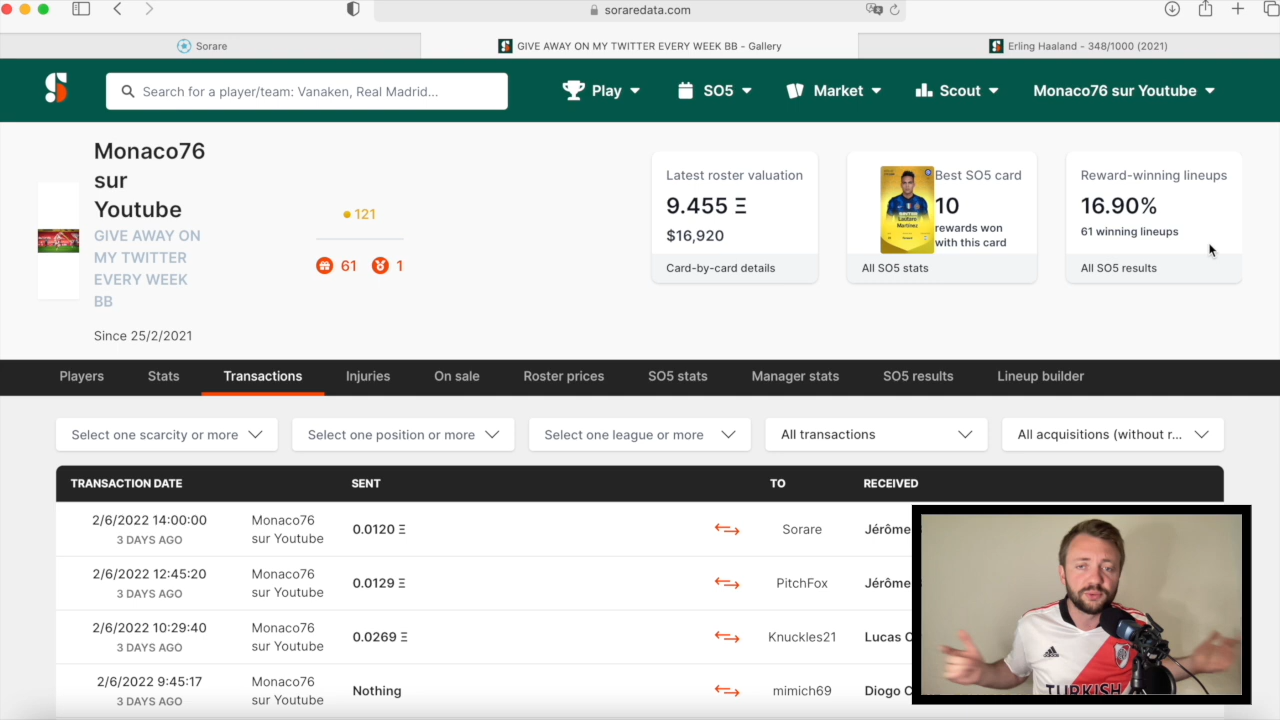 soraredata.com
Sorare
GIVE AWAY ON MY TWITTER EVERY WEEK BB - Gallery
Erling Haaland - 348/1000 (2021)
Search for a player/team: Vanaken, Real Madrid...
Play
SO5
Market
Scout
Monaco76 sur Youtube
Monaco76
sur
Youtube
GIVE AWAY ON
MY TWITTER
EVERY WEEK
BB
Since 25/2/2021
121
61
1
Latest roster valuation
9.455 Ξ
$16,920
Card-by-card details
Best SO5 card
10
rewards won
with this card
All SO5 stats
Reward-winning lineups
16.90%
61 winning lineups
All SO5 results
Players
Stats
Transactions
Injuries
On sale
Roster prices
SO5 stats
Manager stats
SO5 results
Lineup builder
Select one scarcity or more
Select one position or more
Select one league or more
All transactions
All acquisitions (without r...
TRANSACTION DATE
SENT
TO
RECEIVED
2/6/2022 14:00:00
3 DAYS AGO
Monaco76
sur Youtube
0.0120 Ξ
Sorare
Jérôme
2/6/2022 12:45:20
3 DAYS AGO
Monaco76
sur Youtube
0.0129 Ξ
PitchFox
Jérôme
2/6/2022 10:29:40
3 DAYS AGO
Monaco76
sur Youtube
0.0269 Ξ
Knuckles21
Lucas
2/6/2022 9:45:17
3 DAYS AGO
Monaco76
sur Youtube
Nothing
mimich69
Diogo
TURKISH